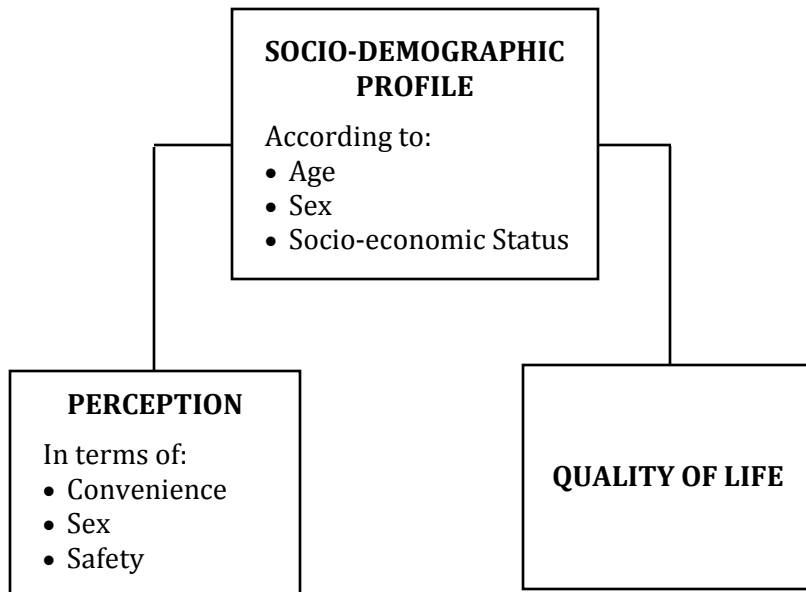 SOCIO-DEMOGRAPHIC
PROFILE
According to:
• Age
• Sex
• Socio-economic Status
PERCEPTION
In terms of:
• Convenience
• Sex
• Safety
QUALITY OF LIFE